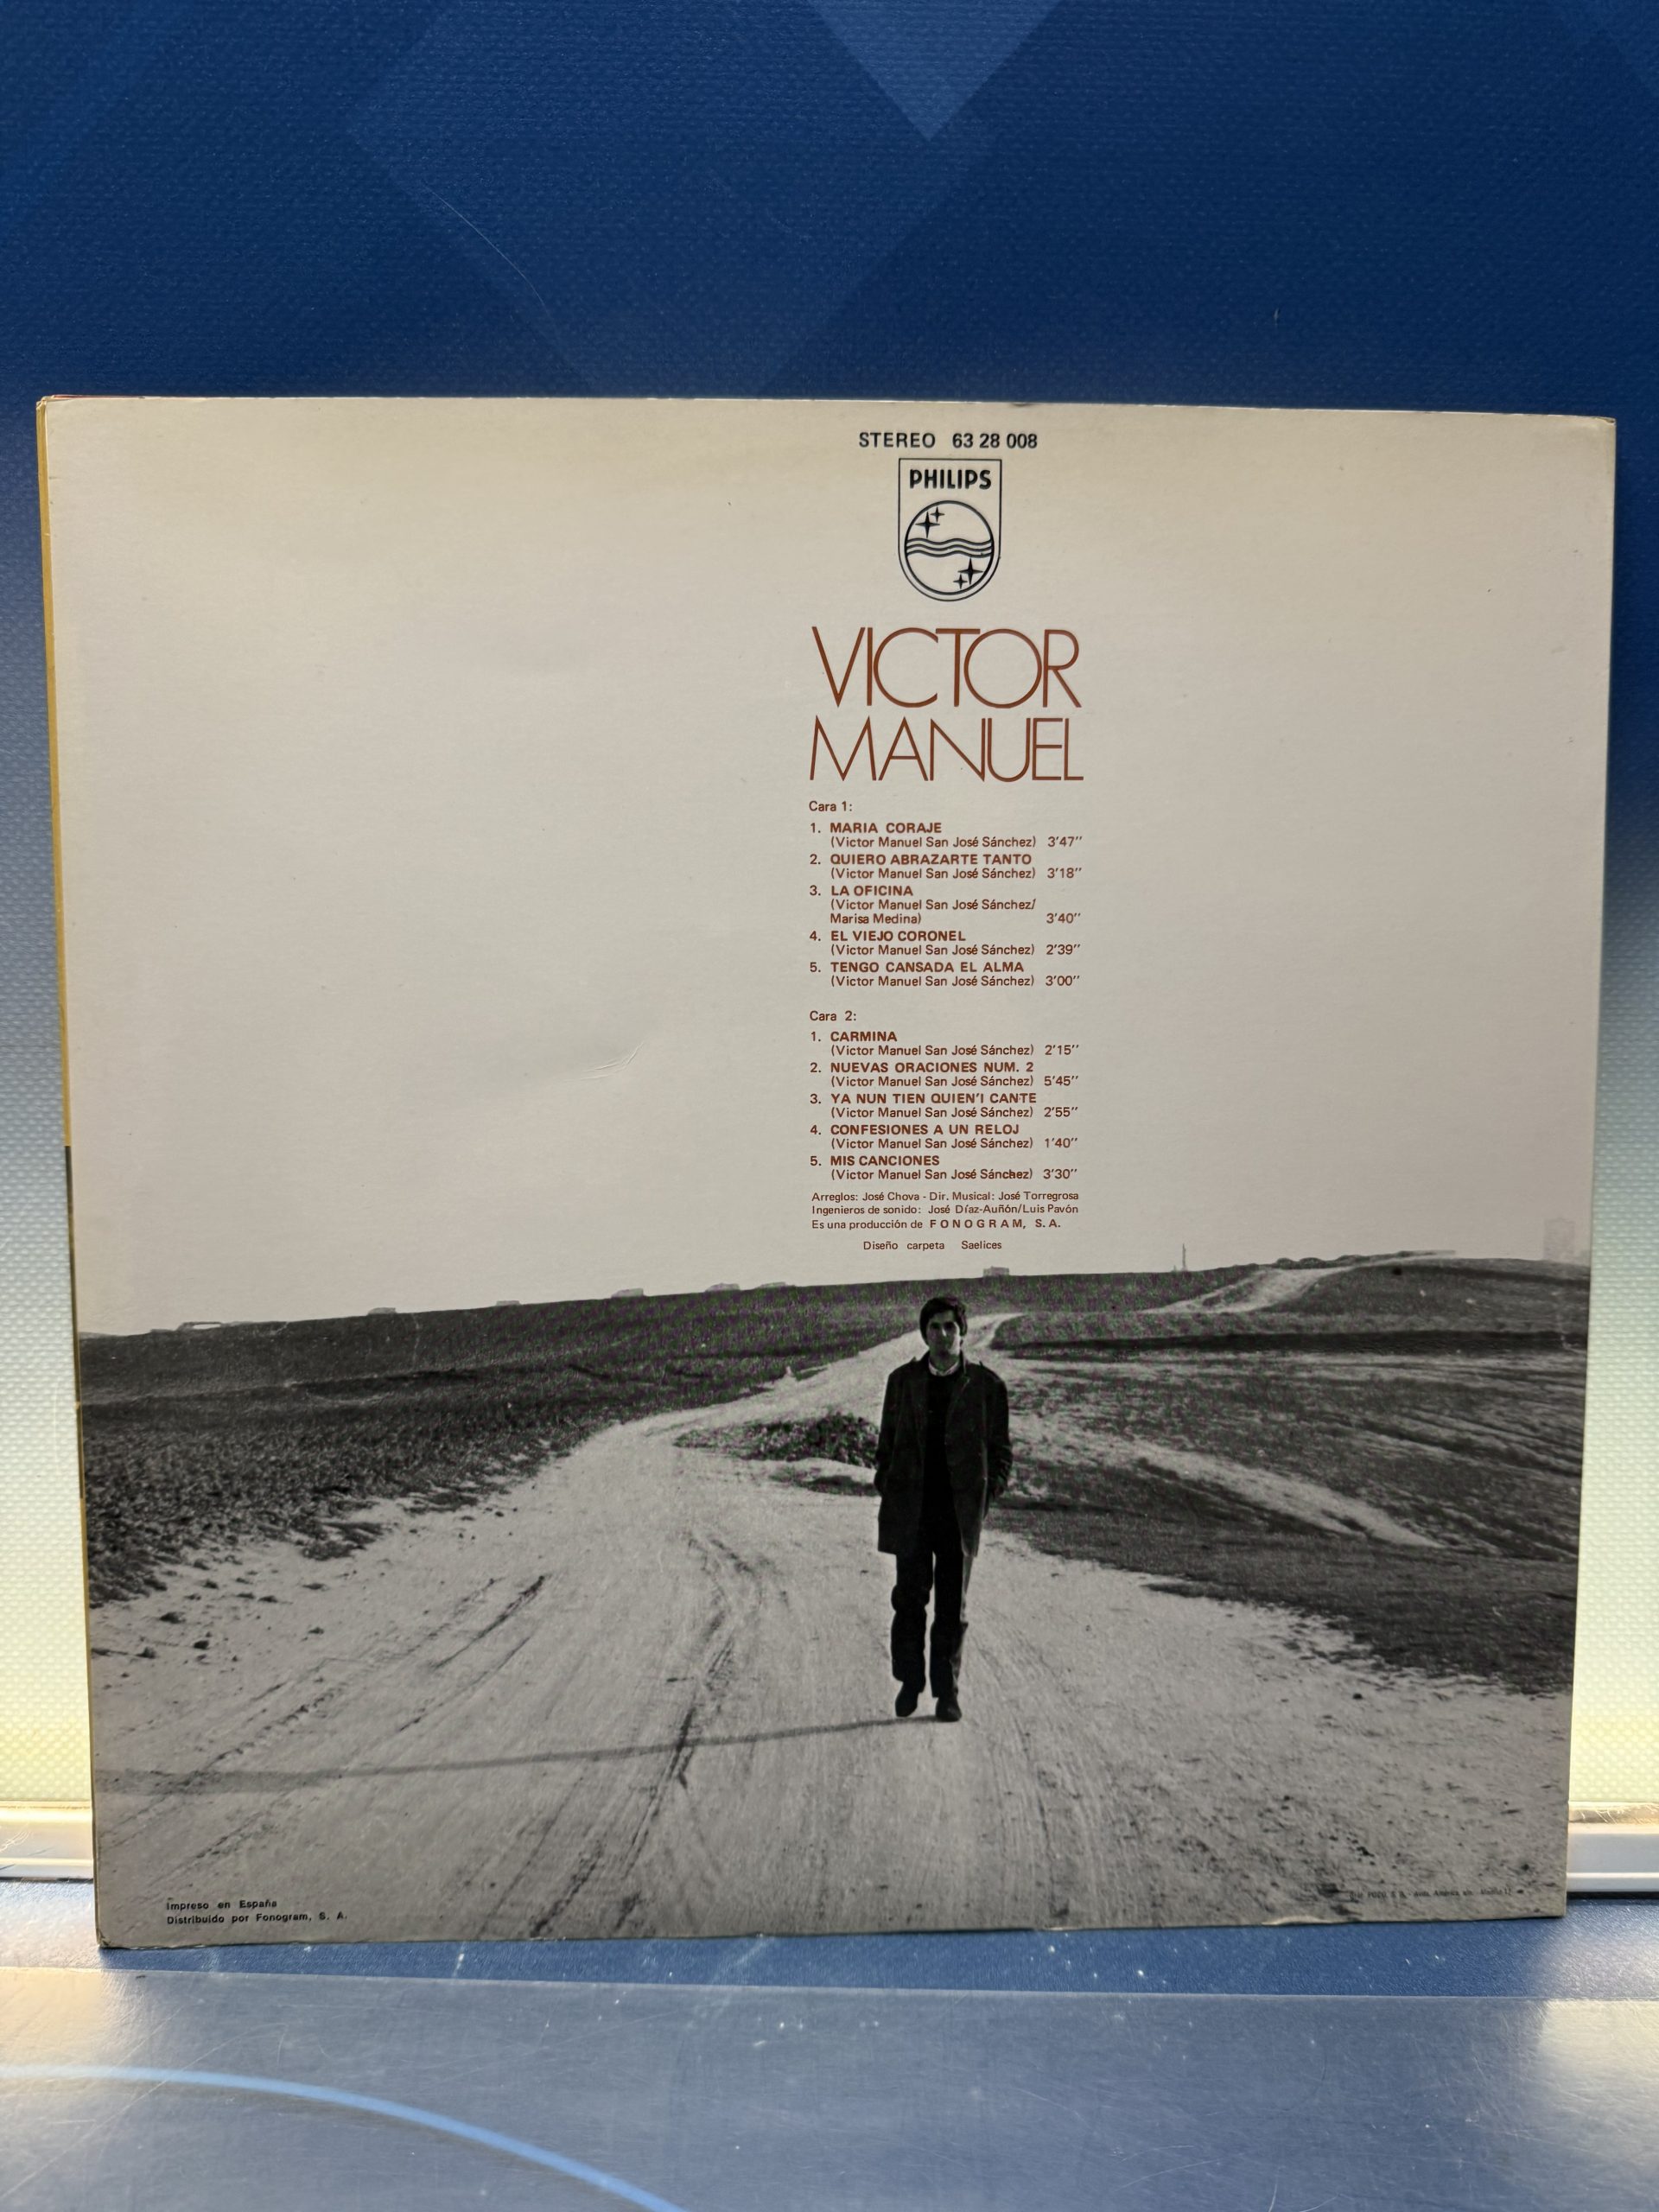 STEREO 63 28 008
PHILIPS
VICTOR
MANUEL
Cara 1:
1. MARIA CORAJE
(Victor Manuel San José Sánchez) 3'47''
2. QUIERO ABRAZARTE TANTO
(Victor Manuel San José Sánchez) 3'18''
3. LA OFICINA
(Victor Manuel San José Sánchez/
Marisa Medina) 3'40''
4. EL VIEJO CORONEL
(Victor Manuel San José Sánchez) 2'39''
5. TENGO CANSADA EL ALMA
(Victor Manuel San José Sánchez) 3'00''
Cara 2:
1. CARMINA
(Victor Manuel San José Sánchez) 2'15''
2. NUEVAS ORACIONES NUM. 2
(Victor Manuel San José Sánchez) 5'45''
3. YA NUN TIEN QUIEN'I CANTE
(Victor Manuel San José Sánchez) 2'55''
4. CONFESIONES A UN RELOJ
(Victor Manuel San José Sánchez) 1'40''
5. MIS CANCIONES
(Victor Manuel San José Sánchez) 3'30''
Arreglos: José Chova - Dir. Musical: José Torregrosa
Ingenieros de sonido: José Díaz-Auñón/Luis Pavón
Es una producción de FONOGRAM, S.A.
Diseño carpeta Saelices
Impreso en España
Distribuido por Fonogram, S. A.